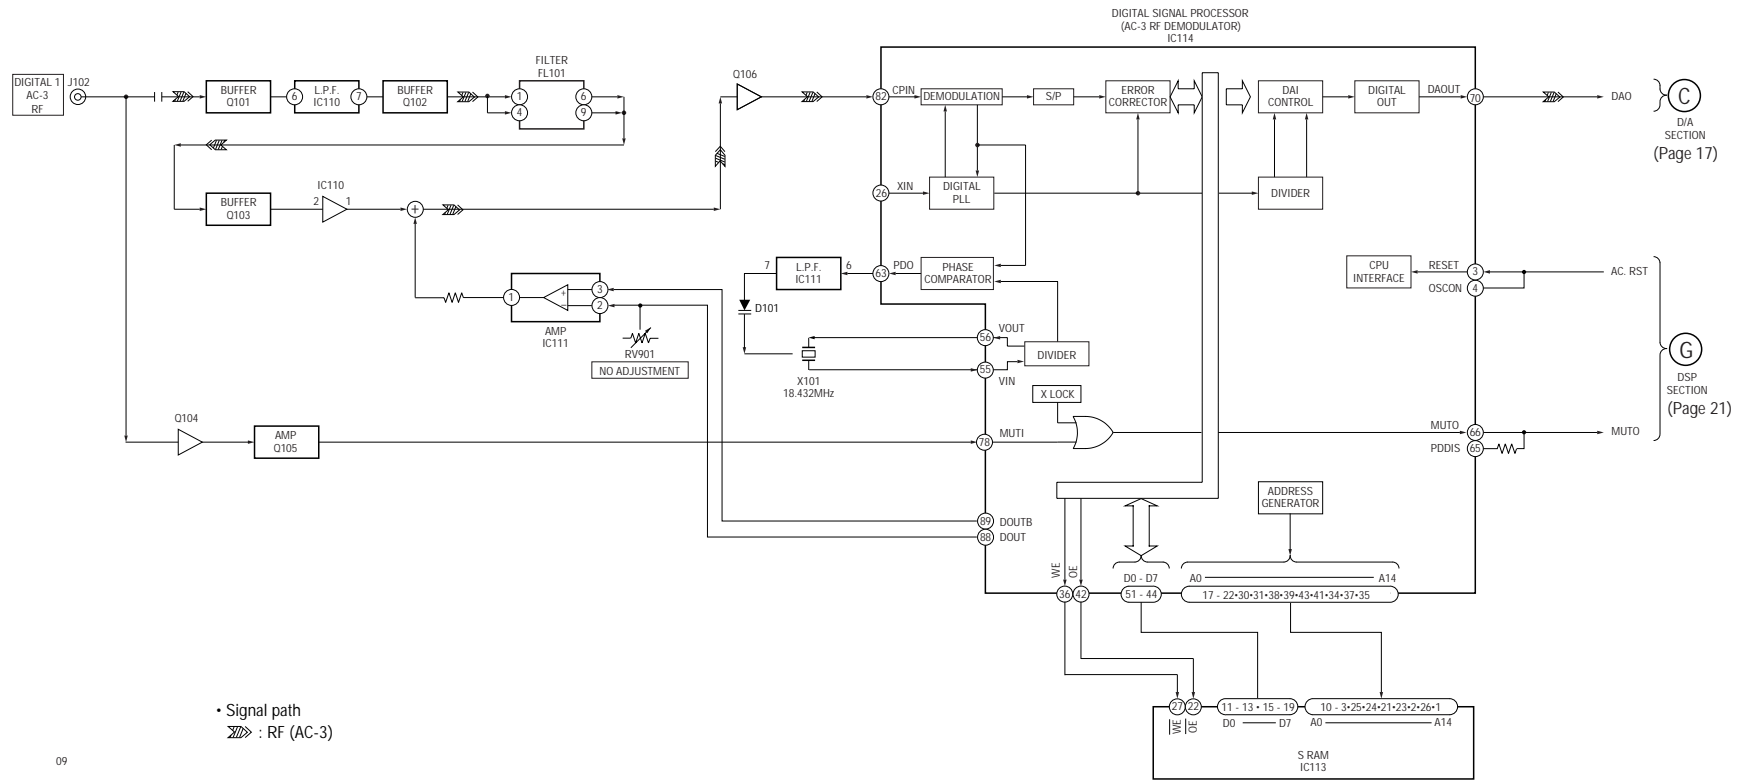 DIGITAL SIGNAL PROCESSOR
(AC-3 RF DEMODULATOR)
IC114
DIGITAL 1
AC-3
RF
J102
BUFFER
Q101
6
L.P.F.
IC110
7
BUFFER
Q102
FILTER
FL101
1
4
6
9
Q106
82
CPIN
DEMODULATION
S/P
ERROR
CORRECTOR
DAI
CONTROL
DIGITAL
OUT
DAOUT
70
DAO
C
D/A
SECTION
(Page 17)
BUFFER
Q103
IC110
2
1
+
26
XIN
DIGITAL
PLL
DIVIDER
7
L.P.F.
IC111
6
63
PDO
PHASE
COMPARATOR
CPU
INTERFACE
RESET
3
AC. RST
OSCON
4
1
+
–
3
2
AMP
IC111
RV901
NO ADJUSTMENT
D101
X101
18.432MHz
56
VOUT
55
VIN
DIVIDER
G
DSP
SECTION
(Page 21)
X LOCK
Q104
AMP
Q105
78
MUTI
MUTO
66
MUTO
PDDIS
65
ADDRESS
GENERATOR
89
DOUTB
88
DOUT
WE
OE
D0 - D7
A0
A14
36
42
51 - 44
17 - 22•30•31•38•39•43•41•34•37•35
27
22
11 - 13 • 15 - 19
10 - 3•25•24•21•23•2•26•1
WE
OE
D0
D7
A0
A14
S RAM
IC113
• Signal path
: RF (AC-3)
09